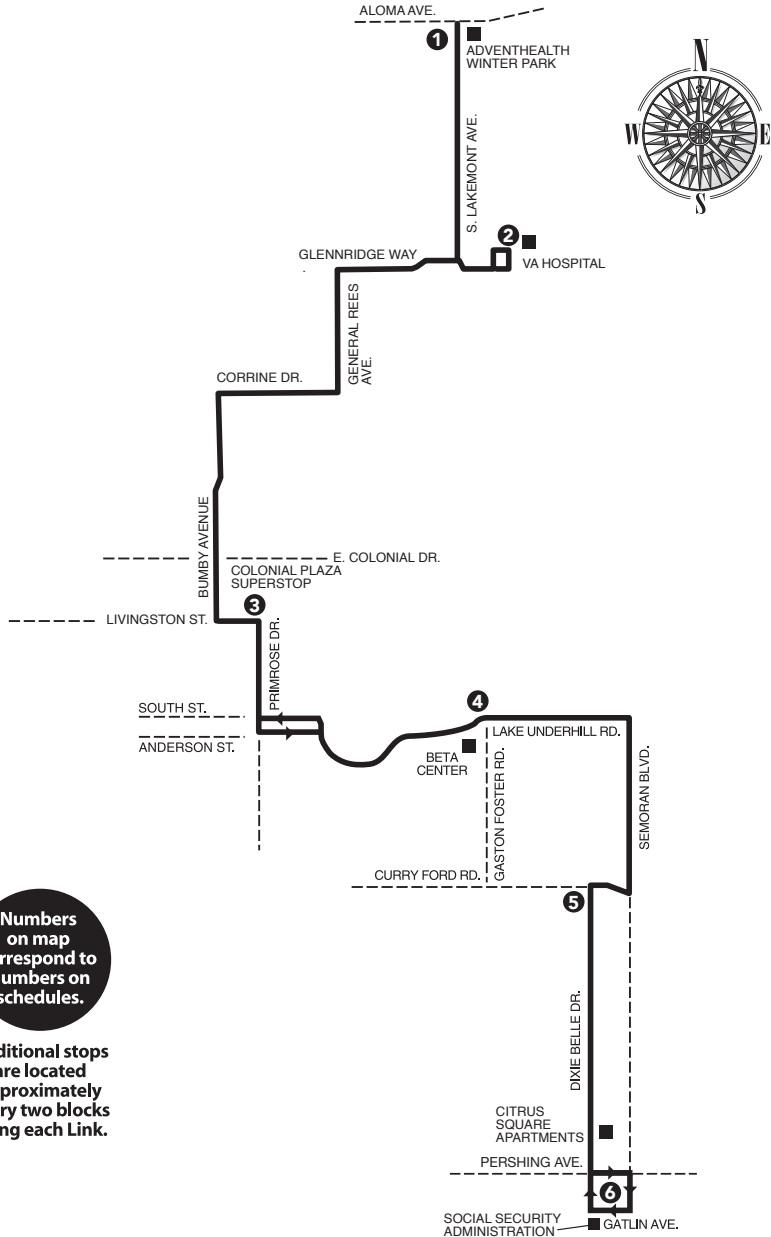 ALOMA AVE.
1
ADVENTHEALTH
WINTER PARK
N
W
E
S
S. LAKEMONT AVE.
2
GLENNRIDGE WAY
VA HOSPITAL
GENERAL REES
AVE.
CORRINE DR.
BUMBY AVENUE
E. COLONIAL DR.
COLONIAL PLAZA
SUPERSTOP
3
LIVINGSTON ST.
PRIMROSE DR.
SOUTH ST.
ANDERSON ST.
4
LAKE UNDERHILL RD.
BETA
CENTER
GASTON FOSTER RD.
SEMORAN BLVD.
CURRY FORD RD.
5
Numbers
on map
rrespond to
umbers on
schedules.
ditional stops
are located
proximately
ry two blocks
ng each Link.
DIXIE BELLE DR.
CITRUS
SQUARE
APARTMENTS
PERSHING AVE.
6
SOCIAL SECURITY
ADMINISTRATION
GATLIN AVE.